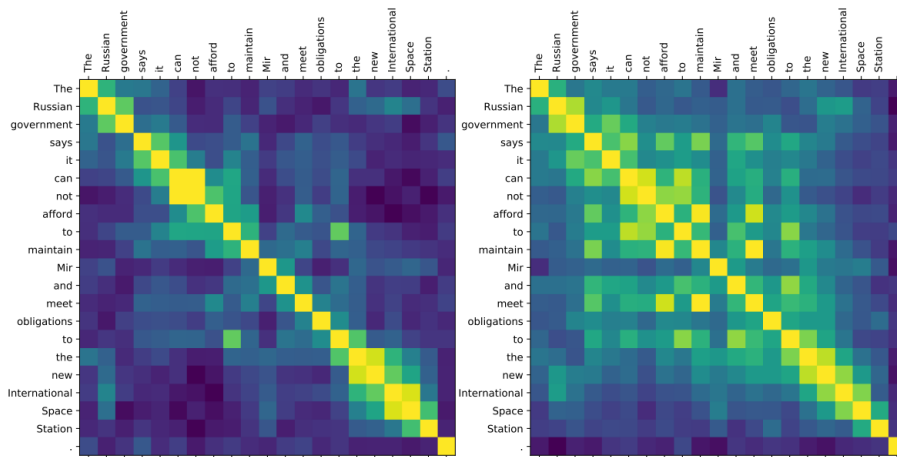 The
Russian
government
says
it
can
not
afford
to
maintain
Mir
and
meet
obligations
to
the
new
International
Space
Station
.
The
Russian
government
says
it
can
not
afford
to
maintain
Mir
and
meet
obligations
to
the
new
International
Space
Station
.
The
Russian
government
says
it
can
not
afford
to
maintain
Mir
and
meet
obligations
to
the
new
International
Space
Station
The
Russian
government
says
it
can
not
afford
to
maintain
Mir
and
meet
obligations
to
the
new
International
Space
Station
.